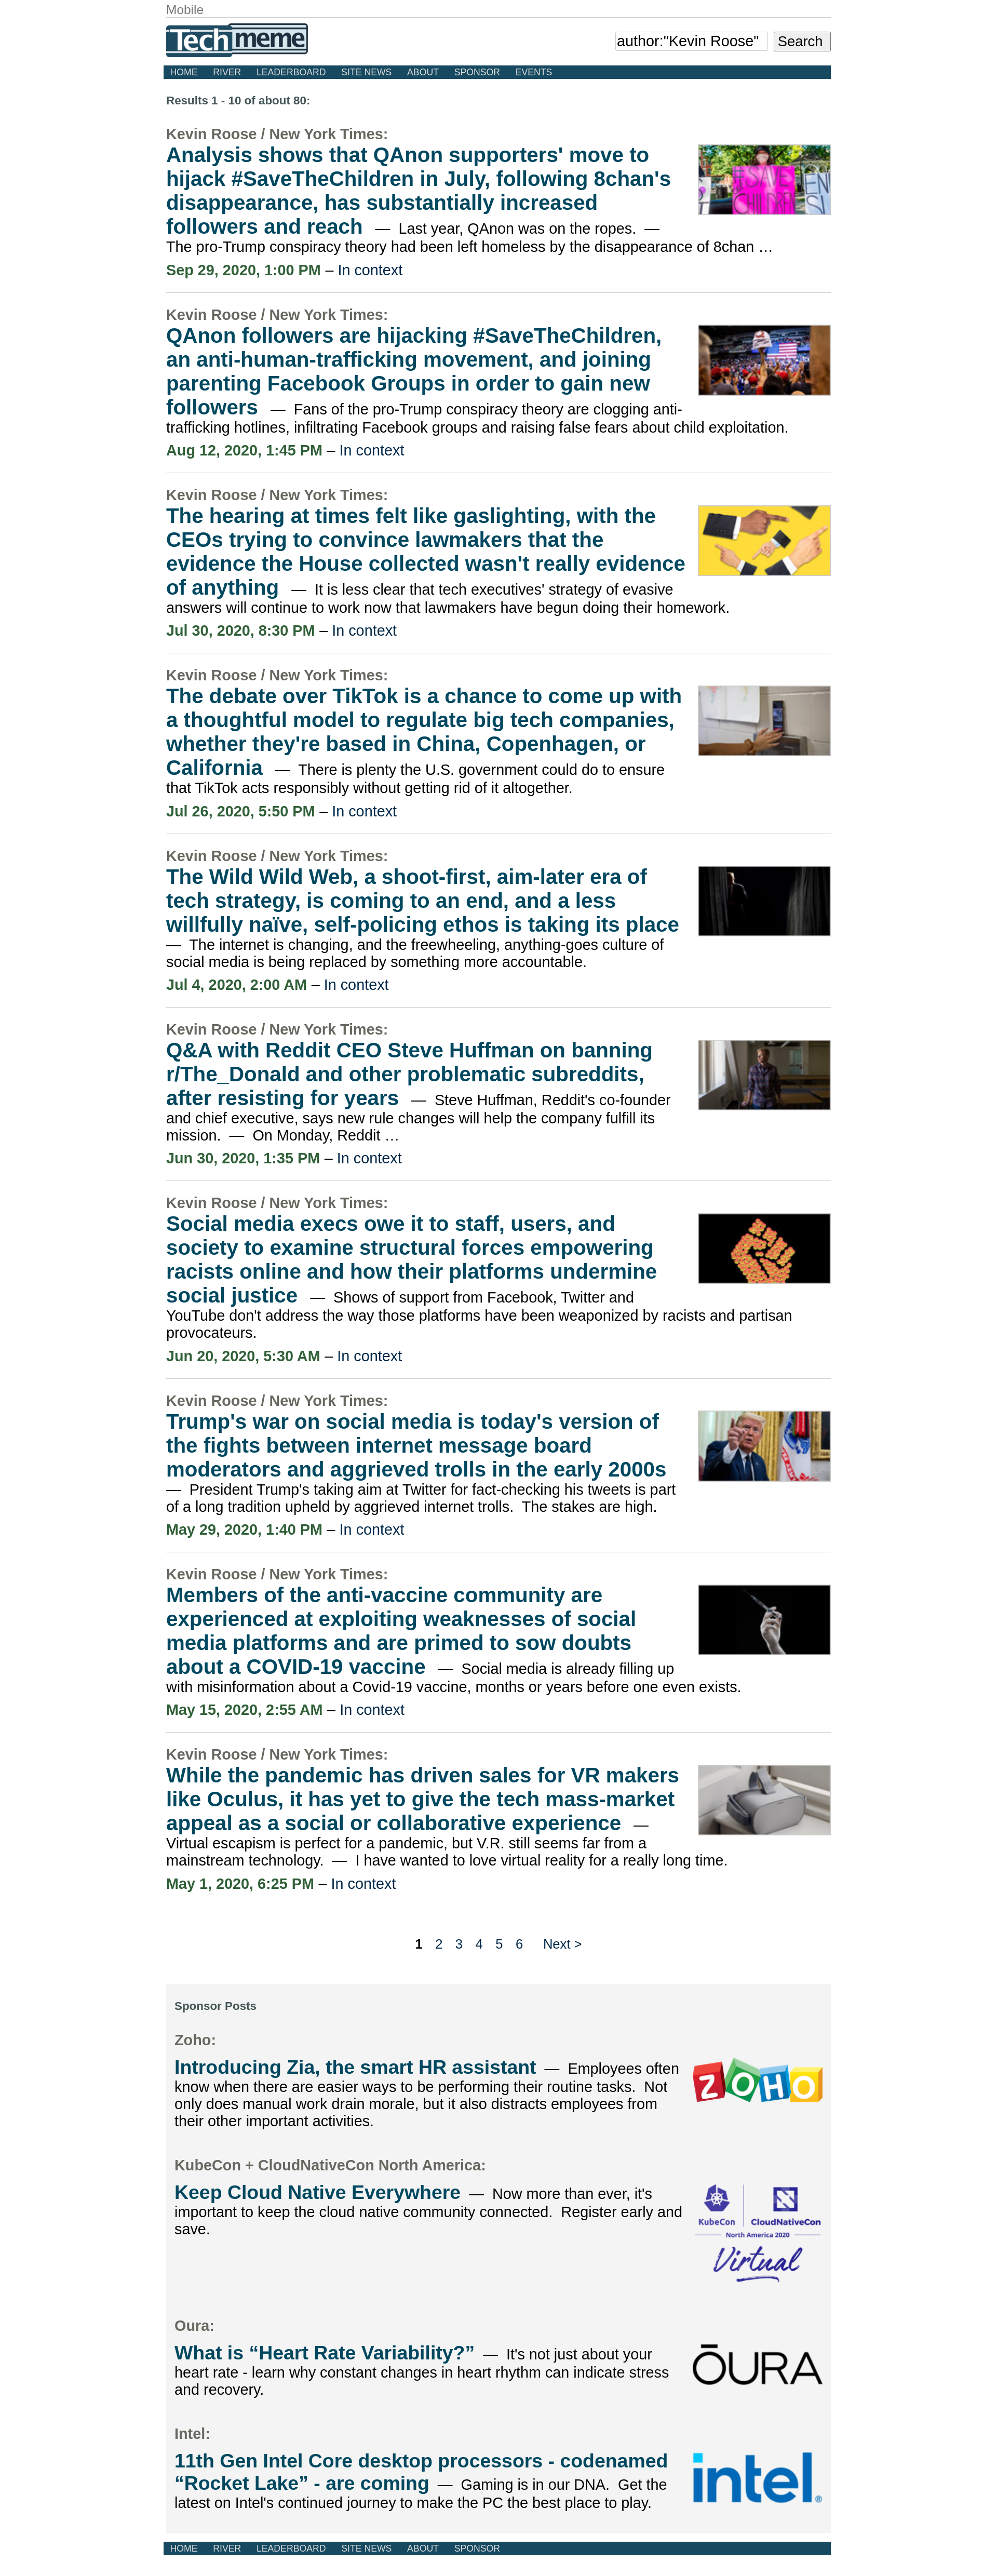 Mobile
Techmeme
author:"Kevin Roose"
Search
HOME RIVER LEADERBOARD SITE NEWS ABOUT SPONSOR EVENTS
Results 1 - 10 of about 80:
Kevin Roose / New York Times:
Analysis shows that QAnon supporters' move to
hijack #SaveTheChildren in July, following 8chan's
disappearance, has substantially increased
followers and reach — Last year, QAnon was on the ropes. —
The pro-Trump conspiracy theory had been left homeless by the disappearance of 8chan …
Sep 29, 2020, 1:00 PM – In context
Kevin Roose / New York Times:
QAnon followers are hijacking #SaveTheChildren,
an anti-human-trafficking movement, and joining
parenting Facebook Groups in order to gain new
followers — Fans of the pro-Trump conspiracy theory are clogging anti-
trafficking hotlines, infiltrating Facebook groups and raising false fears about child exploitation.
Aug 12, 2020, 1:45 PM – In context
Kevin Roose / New York Times:
The hearing at times felt like gaslighting, with the
CEOs trying to convince lawmakers that the
evidence the House collected wasn't really evidence
of anything — It is less clear that tech executives' strategy of evasive
answers will continue to work now that lawmakers have begun doing their homework.
Jul 30, 2020, 8:30 PM – In context
Kevin Roose / New York Times:
The debate over TikTok is a chance to come up with
a thoughtful model to regulate big tech companies,
whether they're based in China, Copenhagen, or
California — There is plenty the U.S. government could do to ensure
that TikTok acts responsibly without getting rid of it altogether.
Jul 26, 2020, 5:50 PM – In context
Kevin Roose / New York Times:
The Wild Wild Web, a shoot-first, aim-later era of
tech strategy, is coming to an end, and a less
willfully naïve, self-policing ethos is taking its place
— The internet is changing, and the freewheeling, anything-goes culture of
social media is being replaced by something more accountable.
Jul 4, 2020, 2:00 AM – In context
Kevin Roose / New York Times:
Q&A with Reddit CEO Steve Huffman on banning
r/The_Donald and other problematic subreddits,
after resisting for years — Steve Huffman, Reddit's co-founder
and chief executive, says new rule changes will help the company fulfill its
mission. — On Monday, Reddit …
Jun 30, 2020, 1:35 PM – In context
Kevin Roose / New York Times:
Social media execs owe it to staff, users, and
society to examine structural forces empowering
racists online and how their platforms undermine
social justice — Shows of support from Facebook, Twitter and
YouTube don't address the way those platforms have been weaponized by racists and partisan
provocateurs.
Jun 20, 2020, 5:30 AM – In context
Kevin Roose / New York Times:
Trump's war on social media is today's version of
the fights between internet message board
moderators and aggrieved trolls in the early 2000s
— President Trump's taking aim at Twitter for fact-checking his tweets is part
of a long tradition upheld by aggrieved internet trolls. The stakes are high.
May 29, 2020, 1:40 PM – In context
Kevin Roose / New York Times:
Members of the anti-vaccine community are
experienced at exploiting weaknesses of social
media platforms and are primed to sow doubts
about a COVID-19 vaccine — Social media is already filling up
with misinformation about a Covid-19 vaccine, months or years before one even exists.
May 15, 2020, 2:55 AM – In context
Kevin Roose / New York Times:
While the pandemic has driven sales for VR makers
like Oculus, it has yet to give the tech mass-market
appeal as a social or collaborative experience —
Virtual escapism is perfect for a pandemic, but V.R. still seems far from a
mainstream technology. — I have wanted to love virtual reality for a really long time.
May 1, 2020, 6:25 PM – In context
1 2 3 4 5 6 Next >
Sponsor Posts
Zoho:
Introducing Zia, the smart HR assistant — Employees often
know when there are easier ways to be performing their routine tasks. Not
only does manual work drain morale, but it also distracts employees from
their other important activities.
ZOHO
KubeCon + CloudNativeCon North America:
Keep Cloud Native Everywhere — Now more than ever, it's
important to keep the cloud native community connected. Register early and
save.
KubeCon CloudNativeCon
North America 2020
Virtual
Oura:
What is “Heart Rate Variability?” — It's not just about your
heart rate - learn why constant changes in heart rhythm can indicate stress
and recovery.
ŌURA
Intel:
11th Gen Intel Core desktop processors - codenamed
“Rocket Lake” - are coming — Gaming is in our DNA. Get the
latest on Intel's continued journey to make the PC the best place to play.
intel®
HOME RIVER LEADERBOARD SITE NEWS ABOUT SPONSOR